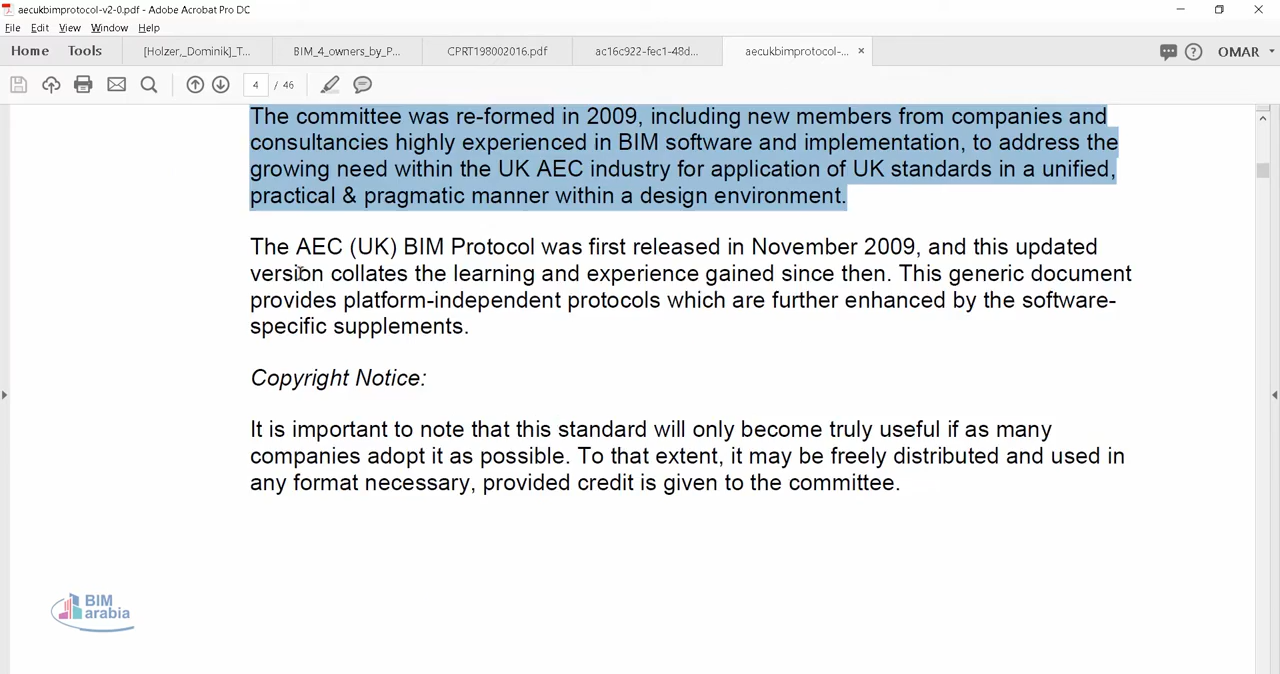 aecukbimprotocol-v2-0.pdf - Adobe Acrobat Pro DC
File Edit View Window Help
Home Tools [Holzer,_Dominik]_T... BIM_4_owners_by_P... CPRT198002016.pdf ac16c922-fec1-48d... aecukbimprotocol-... × OMAR
4 / 46
The committee was re-formed in 2009, including new members from companies and
consultancies highly experienced in BIM software and implementation, to address the
growing need within the UK AEC industry for application of UK standards in a unified,
practical & pragmatic manner within a design environment.
The AEC (UK) BIM Protocol was first released in November 2009, and this updated
version collates the learning and experience gained since then. This generic document
provides platform-independent protocols which are further enhanced by the software-
specific supplements.
Copyright Notice:
It is important to note that this standard will only become truly useful if as many
companies adopt it as possible. To that extent, it may be freely distributed and used in
any format necessary, provided credit is given to the committee.
BIM
arabia